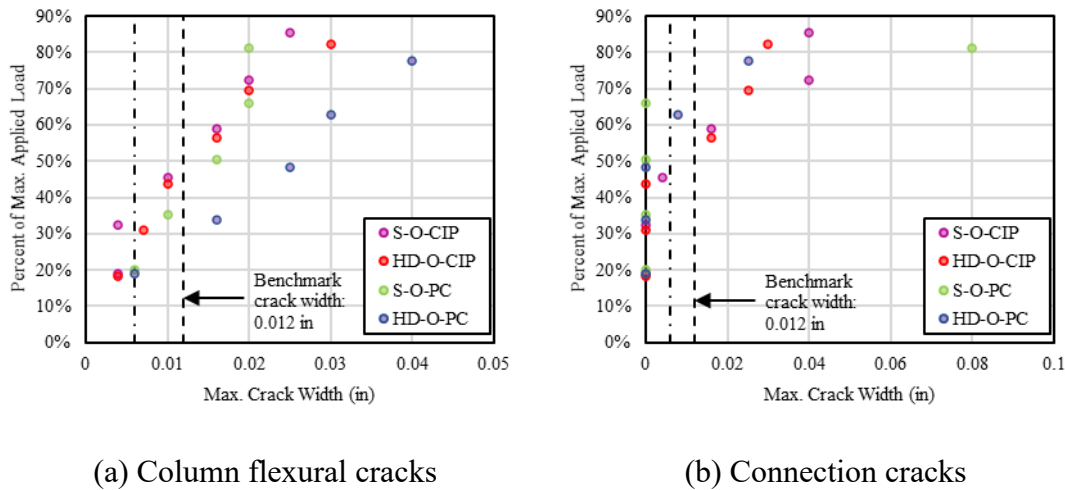 90%
80%
70%
60%
50%
40%
30%
20%
10%
0%
Percent of Max. Applied Load
S-O-CIP
HD-O-CIP
S-O-PC
HD-O-PC
Benchmark
crack width:
0.012 in
0 0.01 0.02 0.03 0.04 0.05
Max. Crack Width (in)
(a) Column flexural cracks
90%
80%
70%
60%
50%
40%
30%
20%
10%
0%
Percent of Max. Applied Load
S-O-CIP
HD-O-CIP
S-O-PC
HD-O-PC
Benchmark
crack width:
0.012 in
0 0.02 0.04 0.06 0.08 0.1
Max. Crack Width (in)
(b) Connection cracks